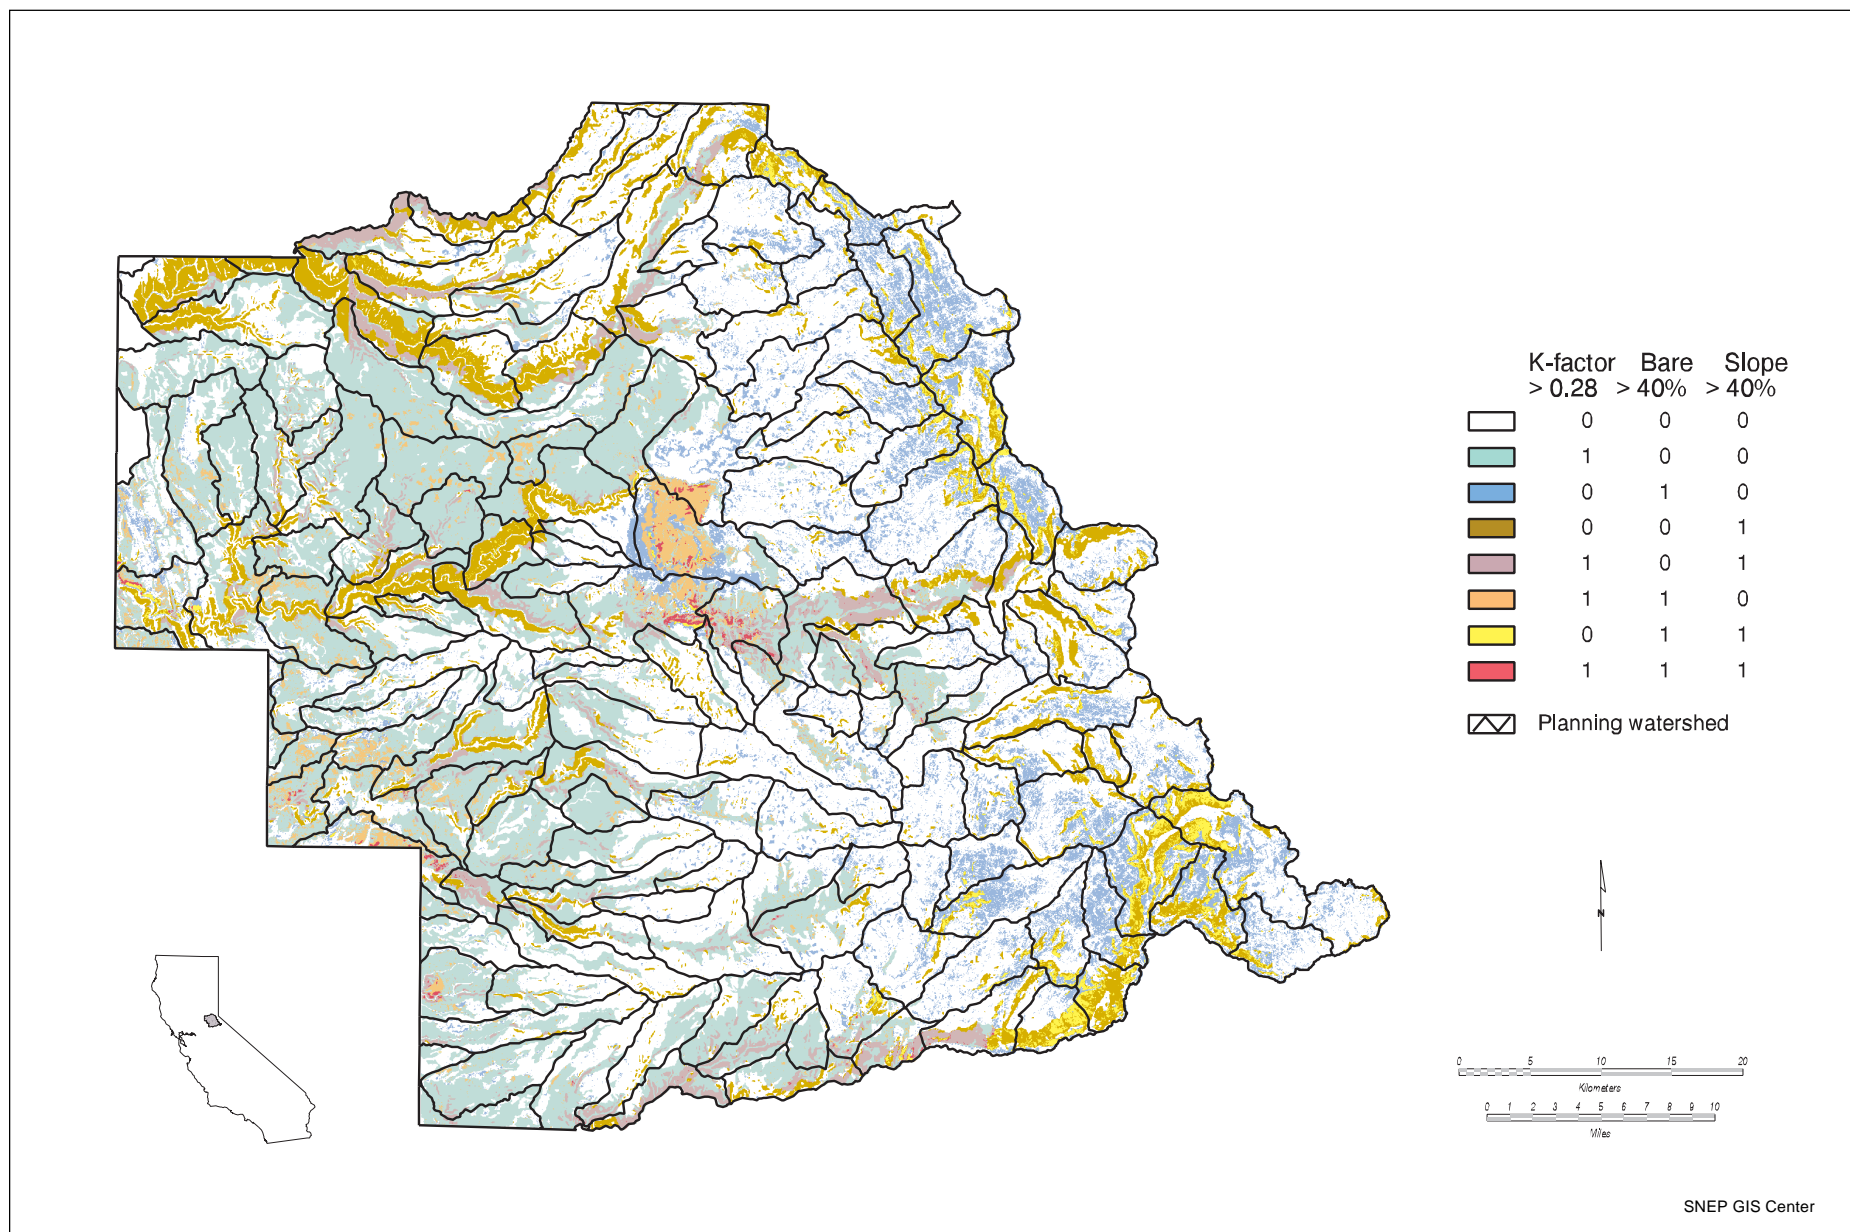 K-factor Bare Slope
> 0.28 > 40% > 40%
0 0 0
1 0 0
0 1 0
0 0 1
1 0 1
1 1 0
0 1 1
1 1 1
Planning watershed
N
0 5 10 15 20
Kilometers
0 1 2 3 4 5 6 7 8 9 10
Miles
SNEP GIS Center